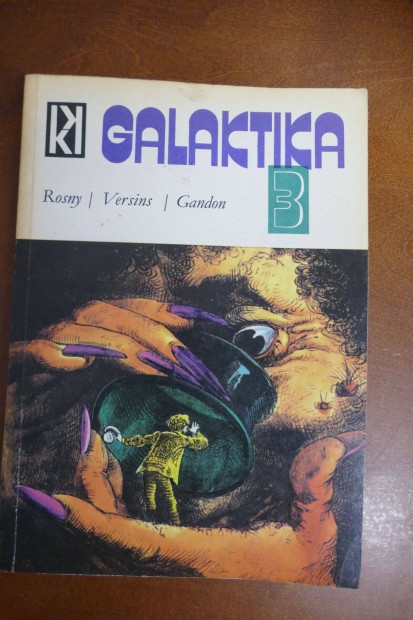 GALAKTIKA
Rosny | Versins | Gandon
3